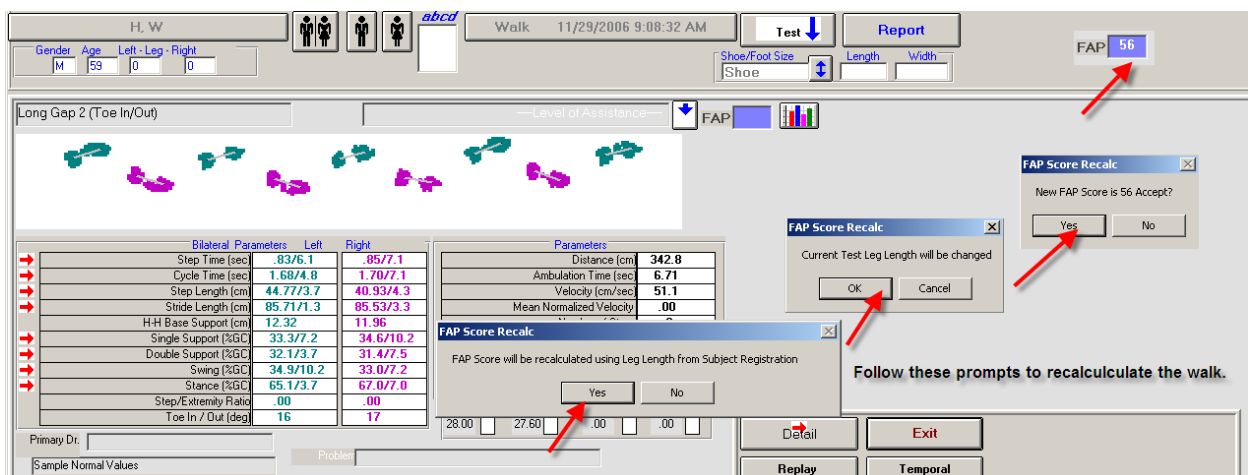 H, W
abcd
Walk 11/29/2006 9:08:32 AM
Test
Report
FAP 56
Gender Age Left - Leg - Right
M 59 0 0
Shoe/Foot Size Length Width
Shoe
Long Gap 2 (Toe In/Out)
—Level of Assistance—
FAP
FAP Score Recalc
New FAP Score is 56 Accept?
Yes No
FAP Score Recalc
Current Test Leg Length will be changed
OK Cancel
Bilateral Parameters Left Right
Step Time (sec) .83/6.1 .85/7.1
Cycle Time (sec) 1.68/4.8 1.70/7.1
Step Length (cm) 44.77/3.7 40.93/4.3
Stride Length (cm) 85.71/1.3 85.53/3.3
H-H Base Support (cm) 12.32 11.96
Single Support (%GC) 33.3/7.2 34.6/10.2
Double Support (%GC) 32.1/3.7 31.4/7.5
Swing (%GC) 34.9/10.2 33.0/7.2
Stance (%GC) 65.1/3.7 67.0/7.0
Step/Extremity Ratio .00 .00
Toe In / Out (deg) 16 17
Parameters
Distance (cm) 342.8
Ambulation Time (sec) 6.71
Velocity (cm/sec) 51.1
Mean Normalized Velocity .00
FAP Score Recalc
FAP Score will be recalculated using Leg Length from Subject Registration
Yes No
Follow these prompts to recalculculate the walk.
28.00 27.60 .00 .00
Primary Dr.
Problem
Sample Normal Values
Detail Exit
Replay Temporal